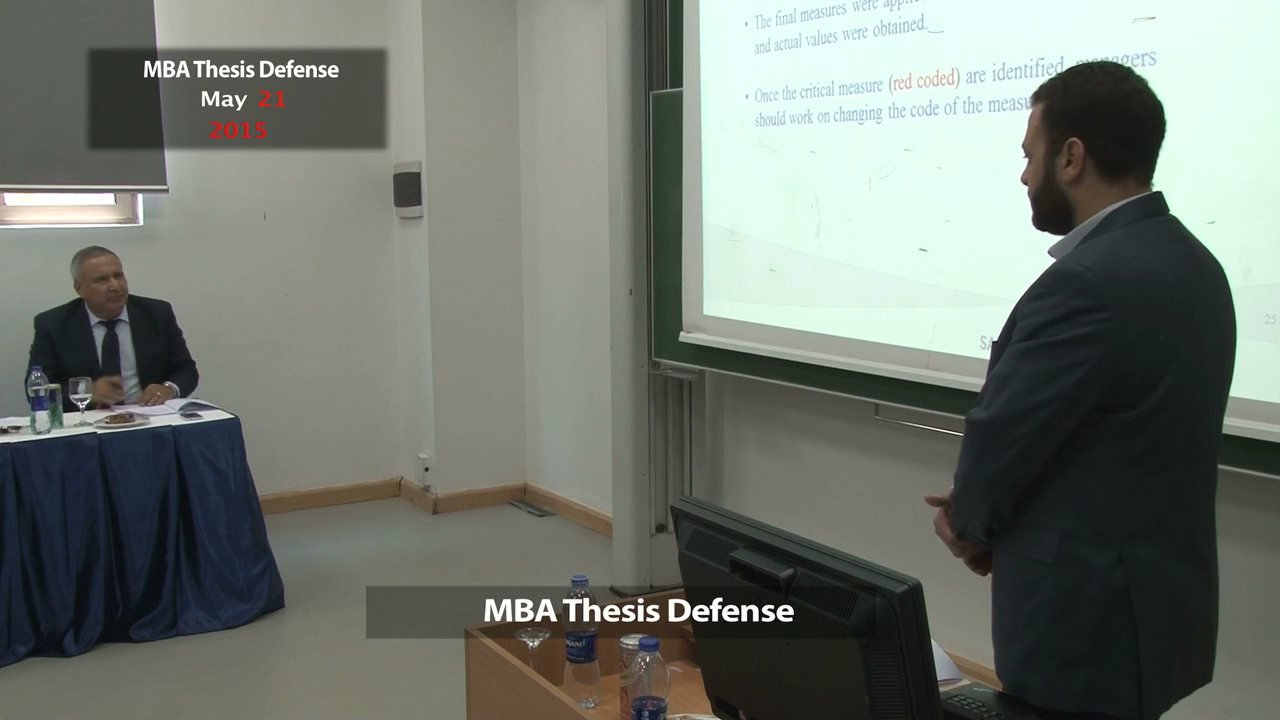 MBA Thesis Defense
May 21
2015
• The final measures were
and actual values were obtained.
• Once the critical measure (red coded) are identified, managers
should work on changing the code of the
25
MBA Thesis Defense